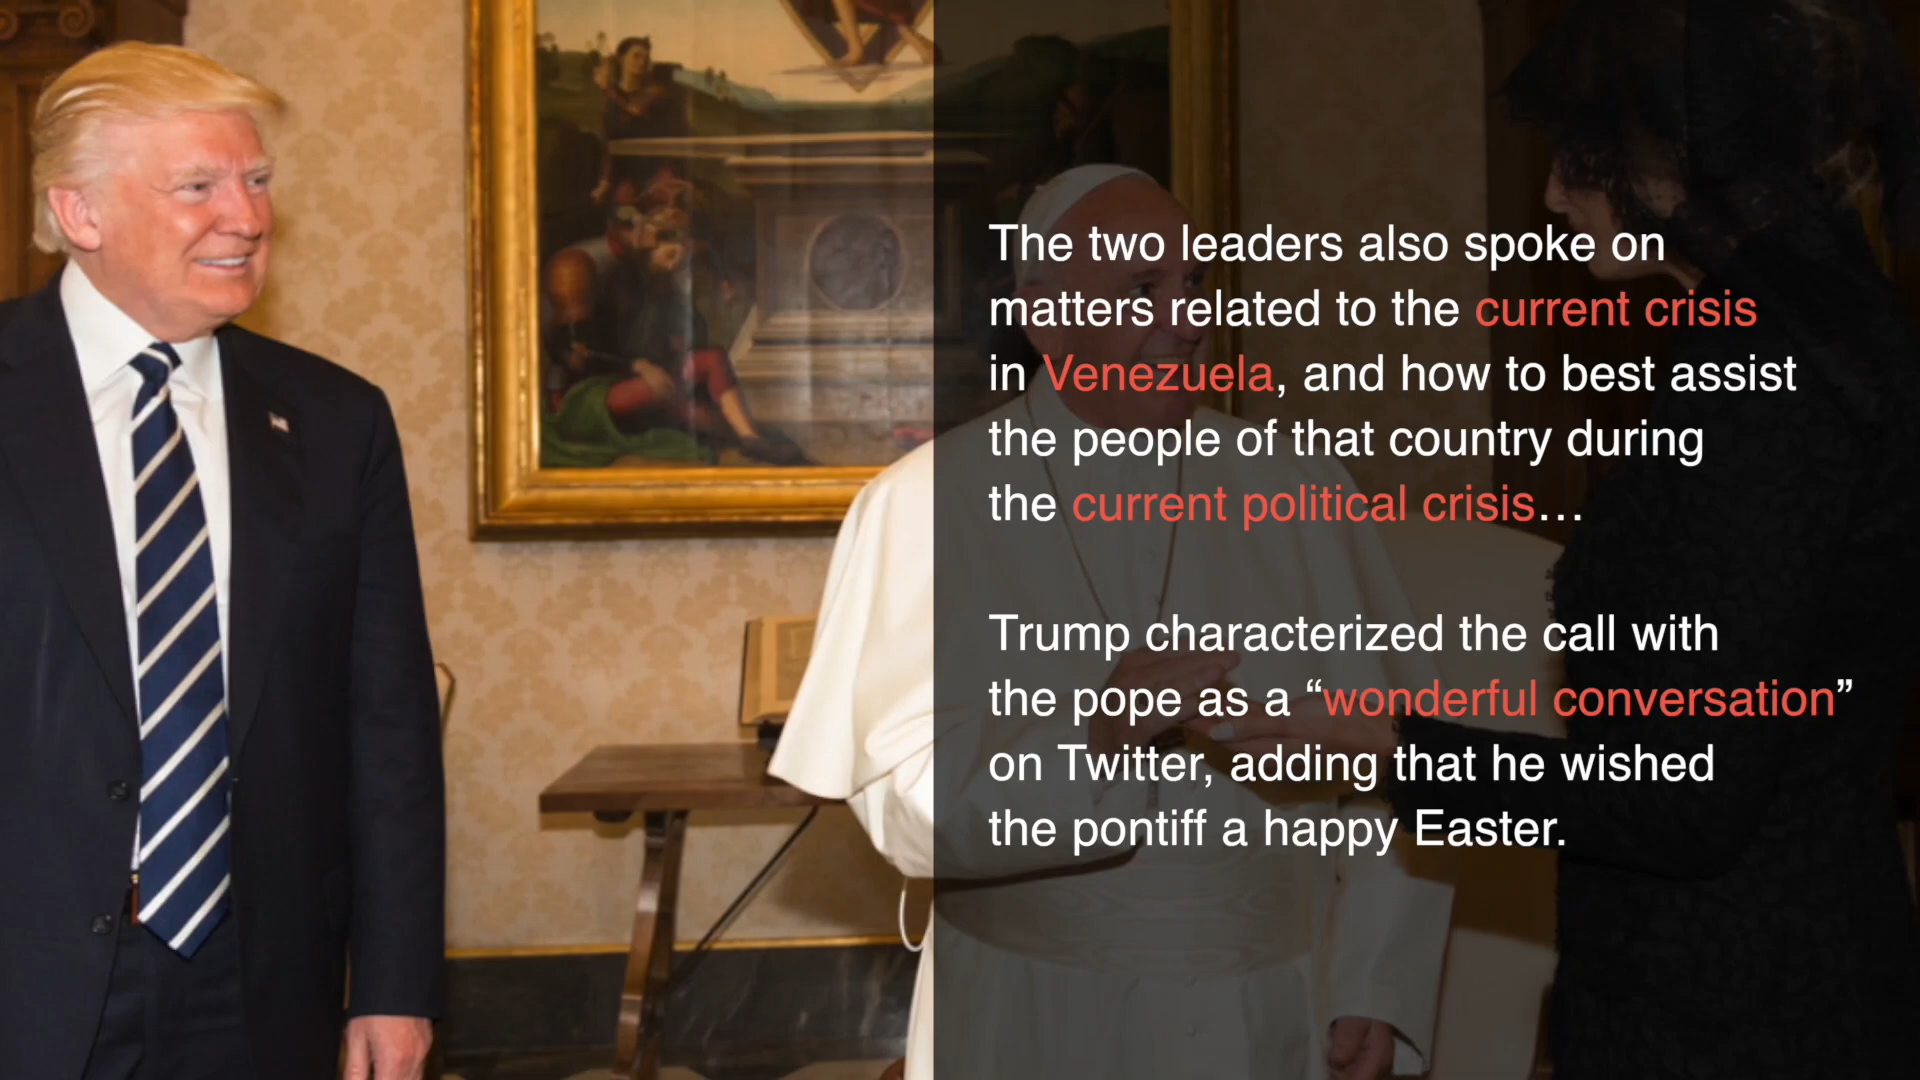 The two leaders also spoke on
matters related to the current crisis
in Venezuela, and how to best assist
the people of that country during
the current political crisis…
Trump characterized the call with
the pope as a “wonderful conversation”
on Twitter, adding that he wished
the pontiff a happy Easter.